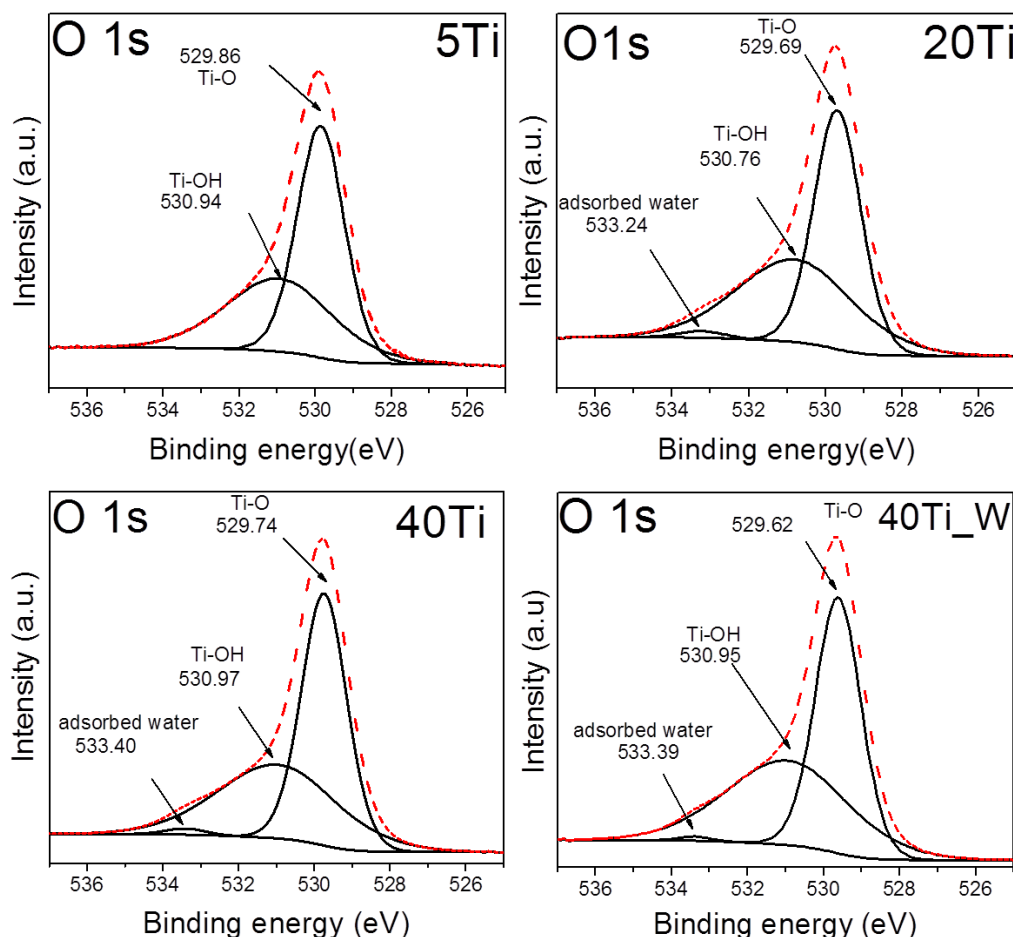 O 1s
5Ti
529.86
Ti-O
Ti-OH
530.94
Intensity (a.u.)
536
534
532
530
528
526
Binding energy(eV)
O1s
20Ti
Ti-O
529.69
Ti-OH
530.76
adsorbed water
533.24
Intensity (a.u.)
536
534
532
530
528
526
Binding energy(eV)
O 1s
40Ti
Ti-O
529.74
Ti-OH
530.97
adsorbed water
533.40
Intensity (a.u.)
536
534
532
530
528
526
Binding energy (eV)
O 1s
40Ti_W
Ti-O
529.62
Ti-OH
530.95
adsorbed water
533.39
Intensity (a.u)
536
534
532
530
528
526
Binding energy (eV)